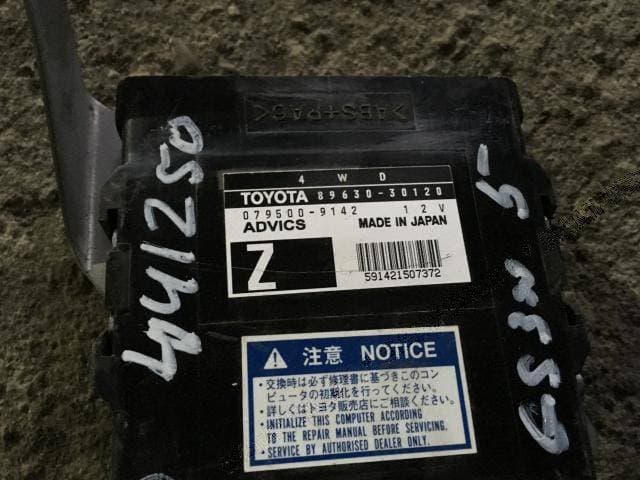 >ABS+PA6<
4WD
TOYOTA 89630-30120
079500-9142 12V
ADVICS MADE IN JAPAN
Z
591421507372
441250
注意 NOTICE
・交換時は必ず修理書に基づきこのコン
ピュータの初期化を行ってください。
・詳しくはトヨタ販売店にご相談ください。
・INITIALIZE THIS COMPUTER ACCORDING
TO THE REPAIR MANUAL BEFORE SERVICING.
・SERVICE BY AUTHORISED DEALER ONLY.